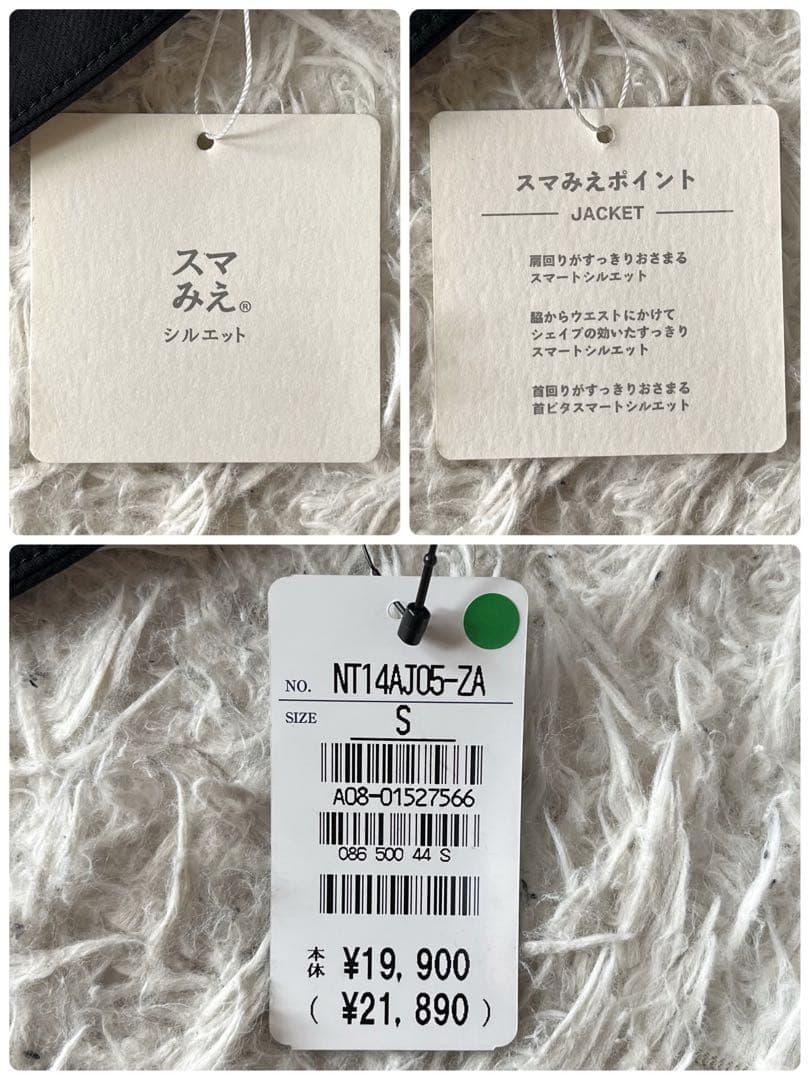 スマ
みえ®
シルエット
スマみえポイント
JACKET
肩回りがすっきりおさまる
スマートシルエット
脇からウエストにかけて
シェイプの効いたすっきり
スマートシルエット
首回りがすっきりおさまる
首ピタスマートシルエット
NO. NT14AJ05-ZA
SIZE S
A08-01527566
086 500 44 S
本体 ¥19,900
(¥21,890)